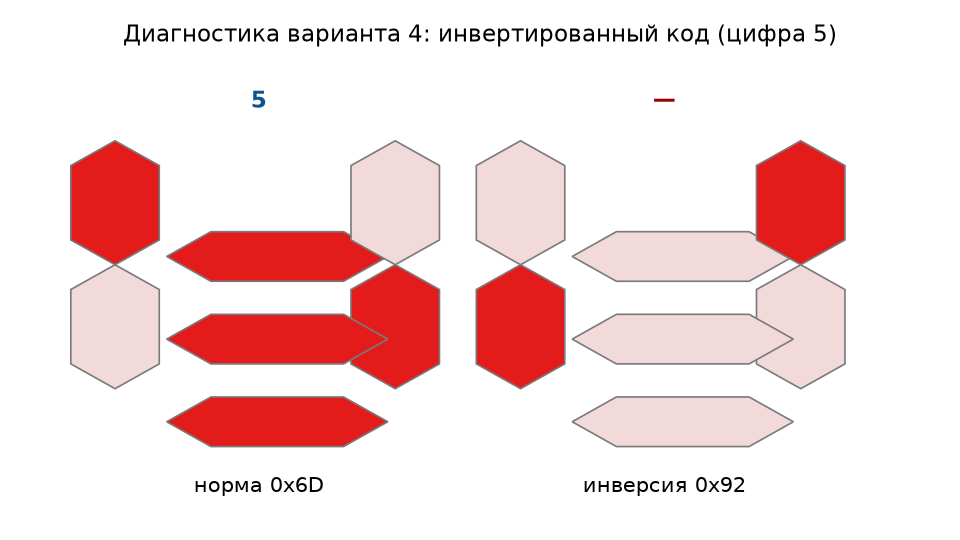 Диагностика варианта 4: инвертированный код (цифра 5)
5 —
норма 0x6D инверсия 0x92